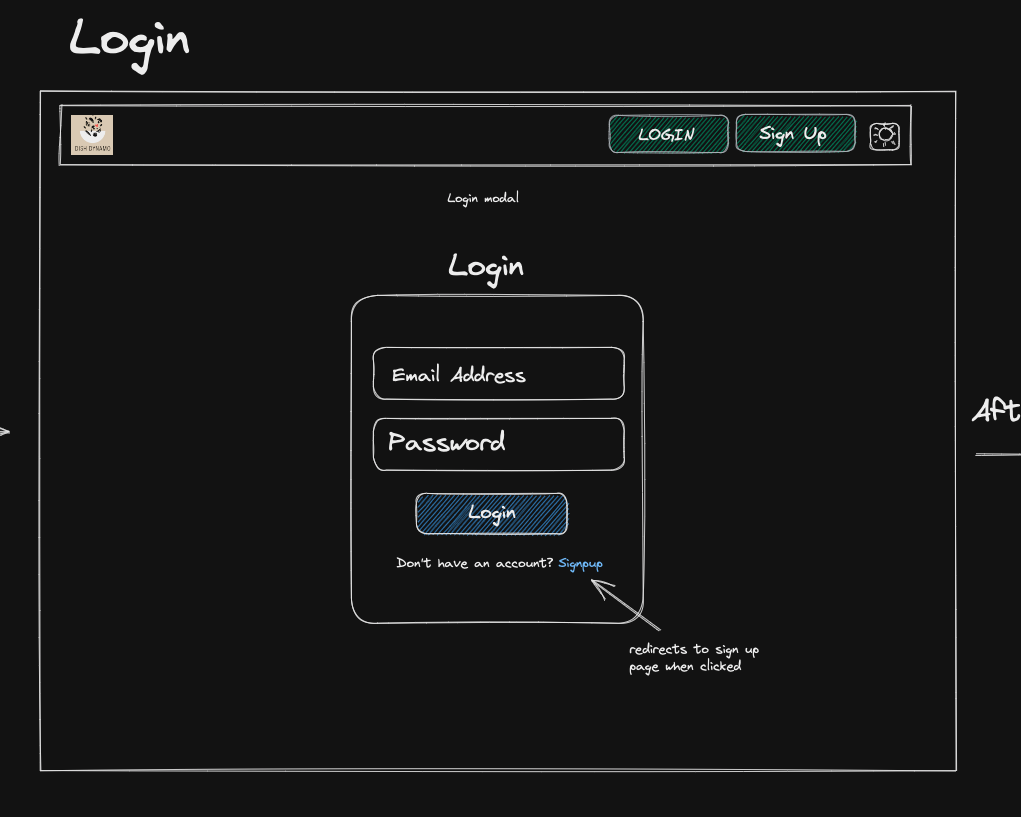 Login
DISH DYNAMO
LOGIN
Sign Up
Login modal
Login
Email Address
Password
Login
Don't have an account? Signpup
redirects to sign up
page when clicked
Aft